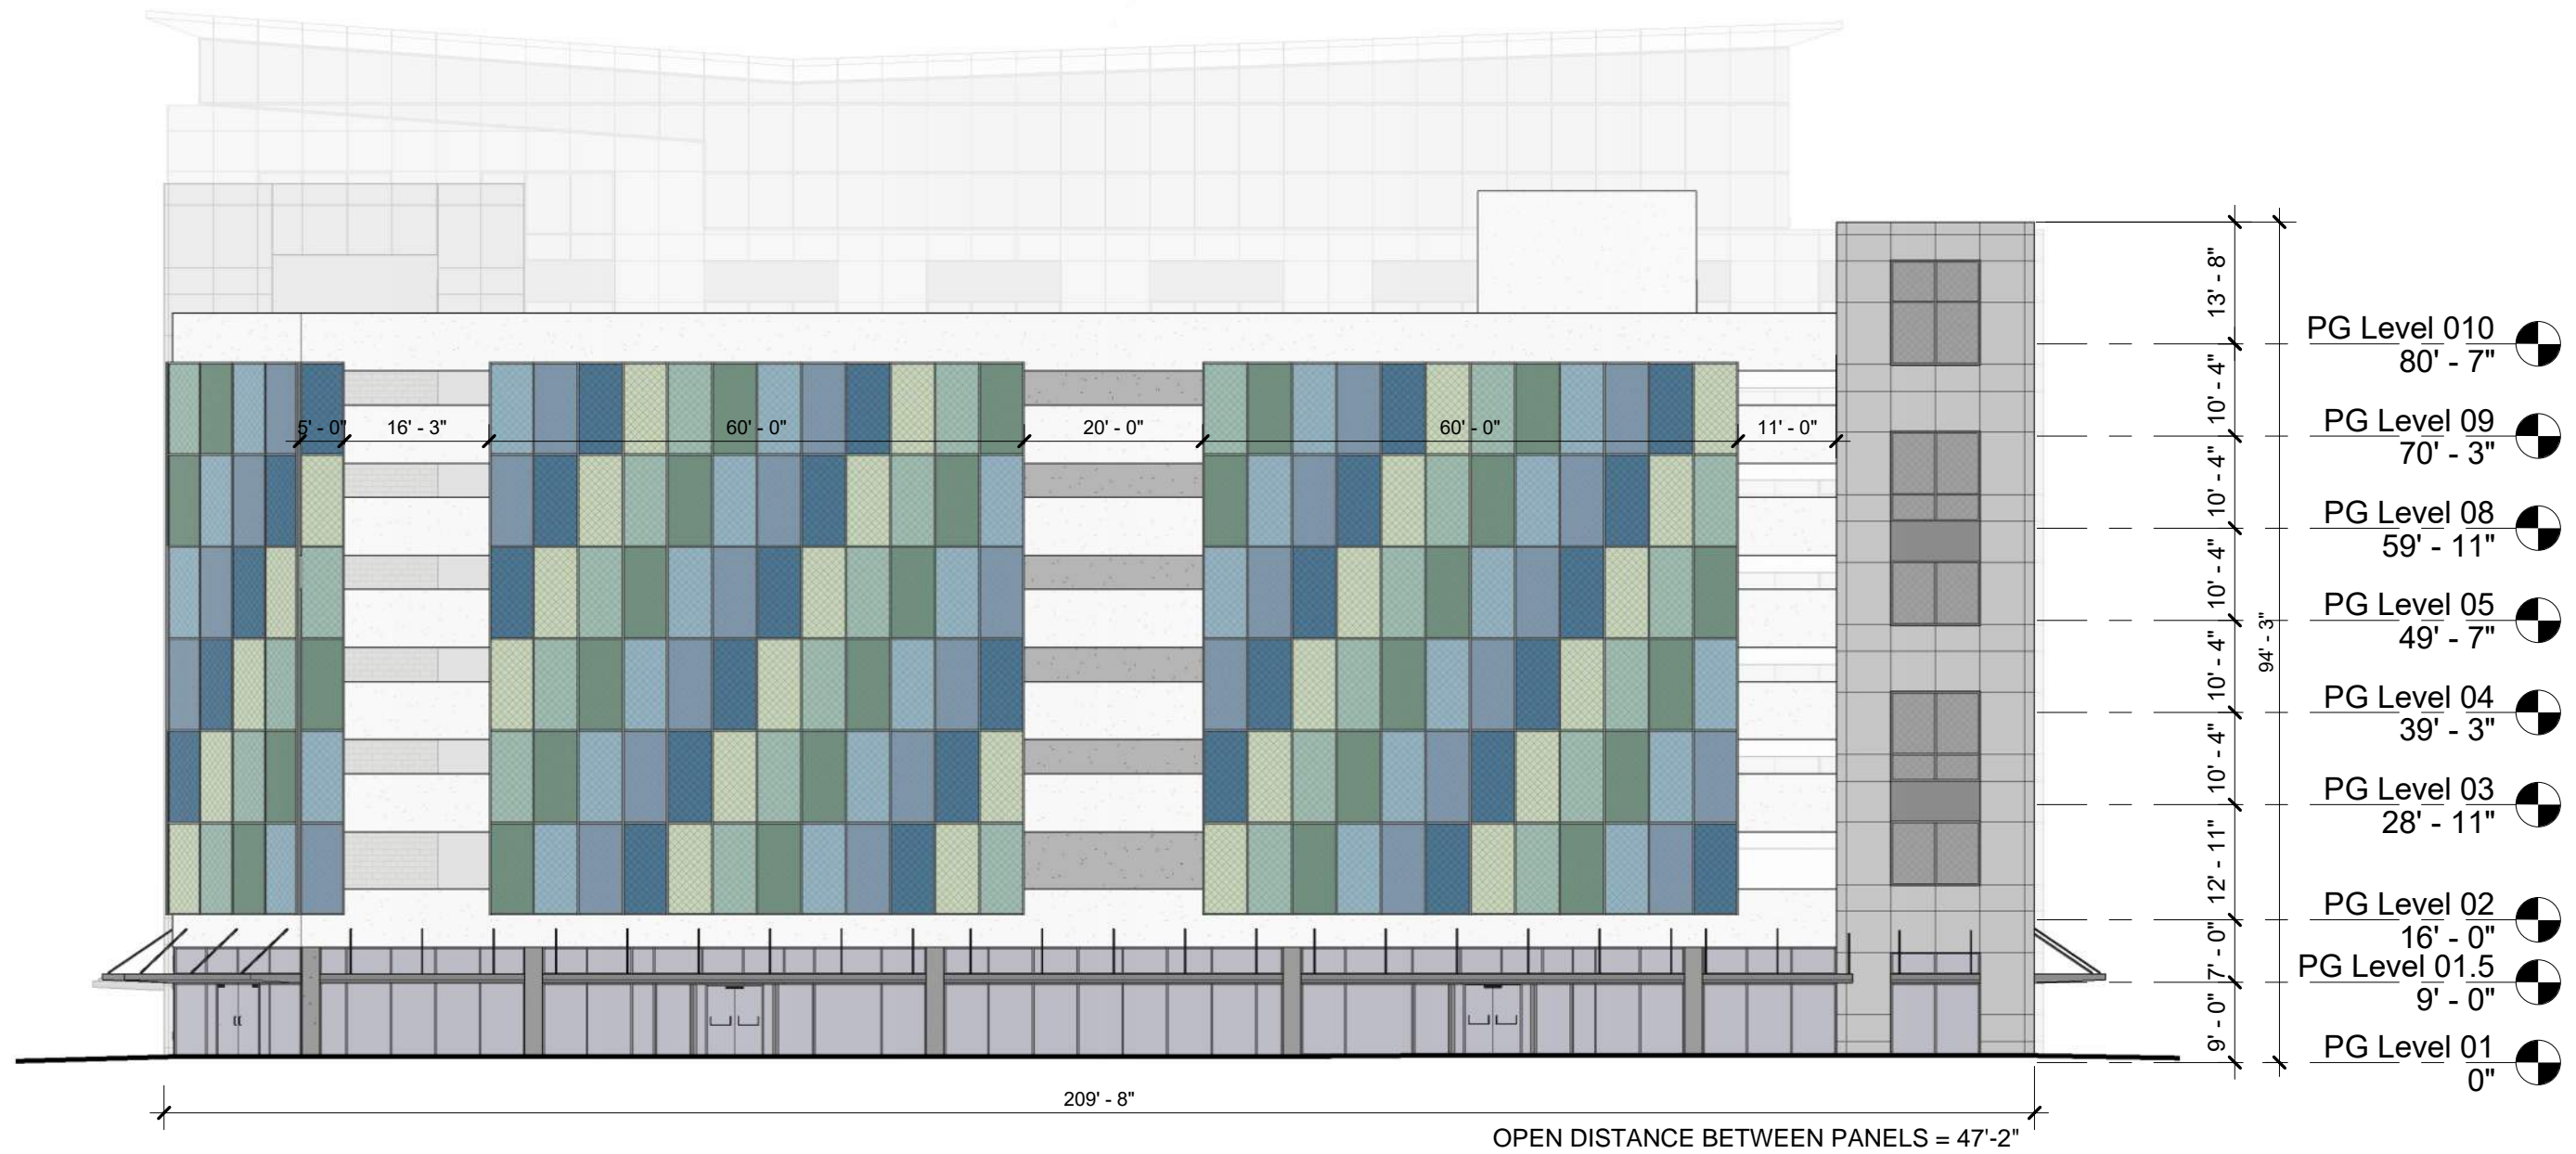 13' - 8"
PG Level 010
80' - 7"
10' - 4"
PG Level 09
70' - 3"
5' - 0"
16' - 3"
60' - 0"
20' - 0"
60' - 0"
11' - 0"
10' - 4"
PG Level 08
59' - 11"
10' - 4"
PG Level 05
49' - 7"
94' - 3"
10' - 4"
PG Level 04
39' - 3"
10' - 4"
PG Level 03
28' - 11"
12' - 11"
PG Level 02
16' - 0"
7' - 0"
PG Level 01.5
9' - 0"
9' - 0"
PG Level 01
0"
209' - 8"
OPEN DISTANCE BETWEEN PANELS = 47'-2"